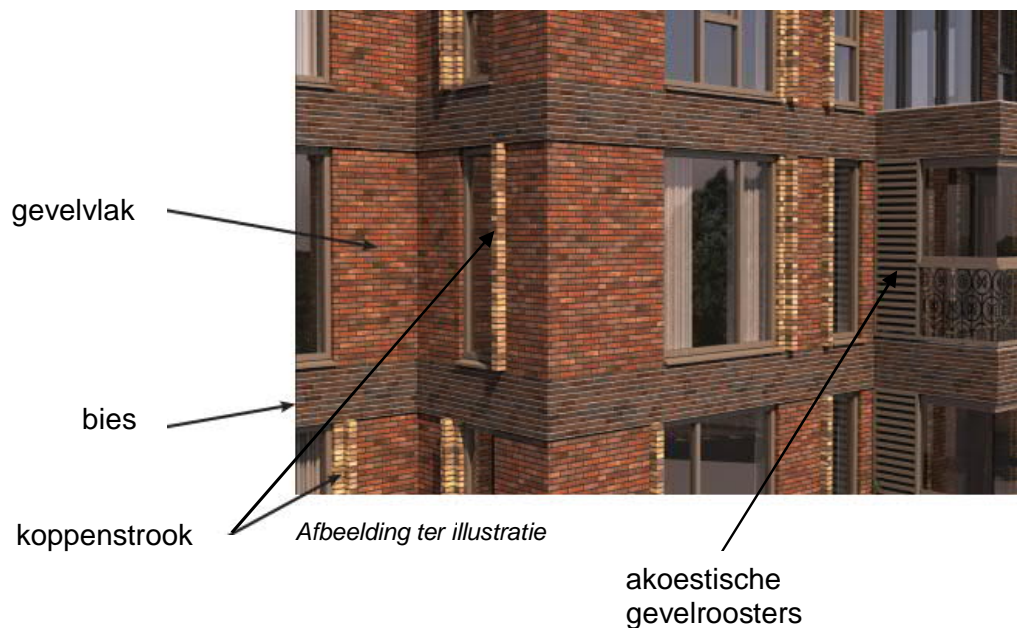 gevelvlak
bies
koppenstrook
Afbeelding ter illustratie
akoestische
gevelroosters